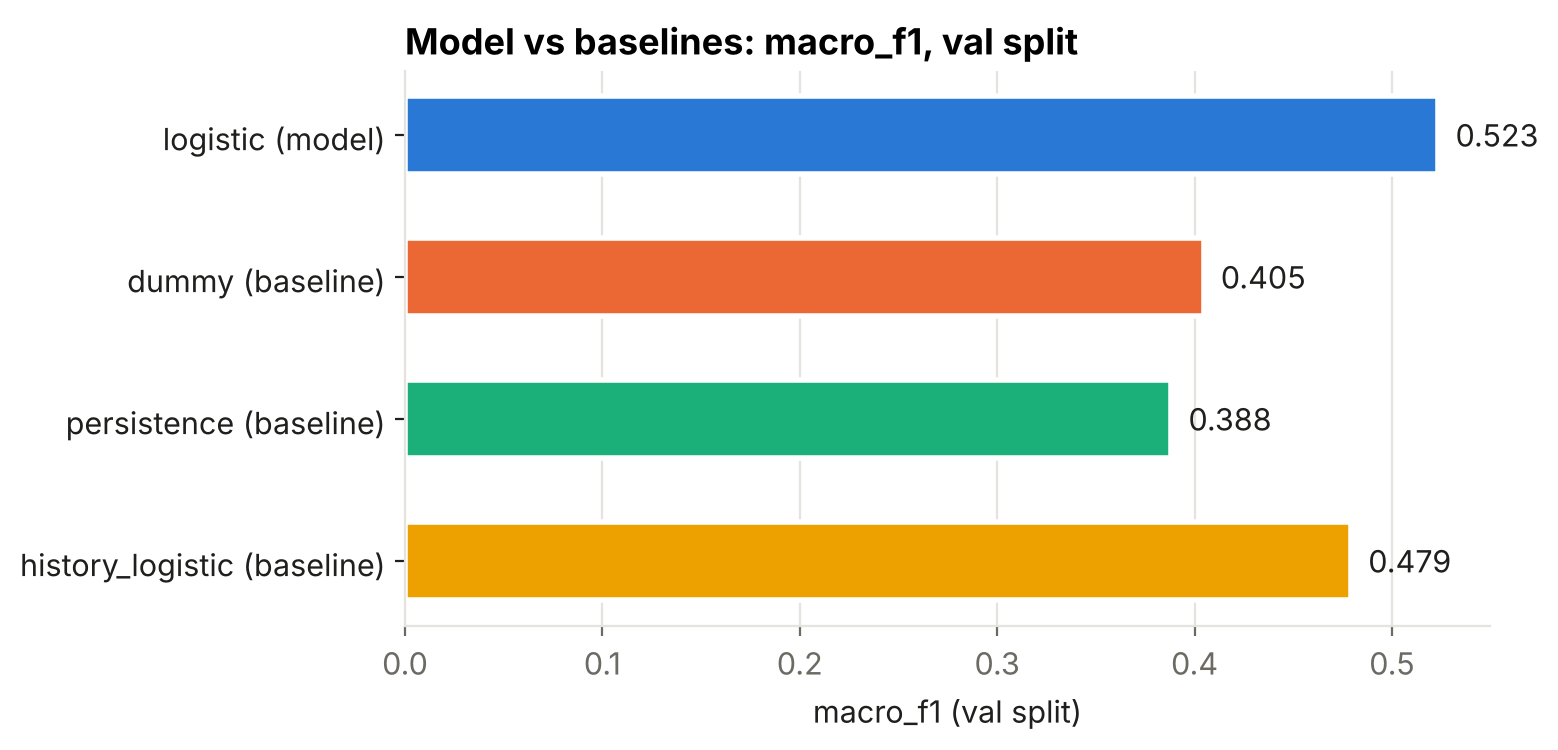 Model vs baselines: macro_f1, val split
logistic (model)
0.523
dummy (baseline)
0.405
persistence (baseline)
0.388
history_logistic (baseline)
0.479
0.0 0.1 0.2 0.3 0.4 0.5
macro_f1 (val split)